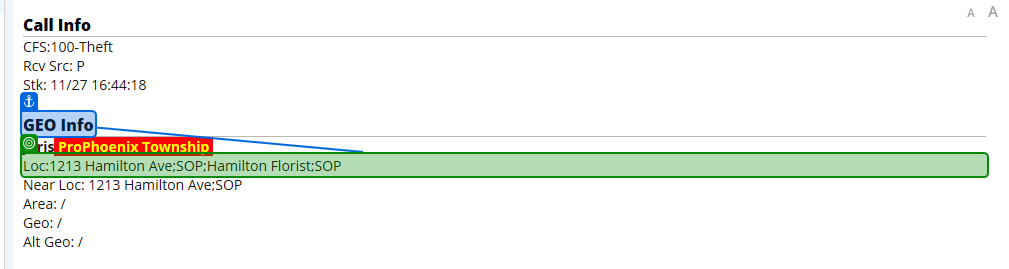 A A
Call Info
CFS:100-Theft
Rcv Src: P
Stk: 11/27 16:44:18
GEO Info
ris ProPhoenix Township
Loc:1213 Hamilton Ave;SOP;Hamilton Florist;SOP
Near Loc: 1213 Hamilton Ave;SOP
Area: /
Geo: /
Alt Geo: /